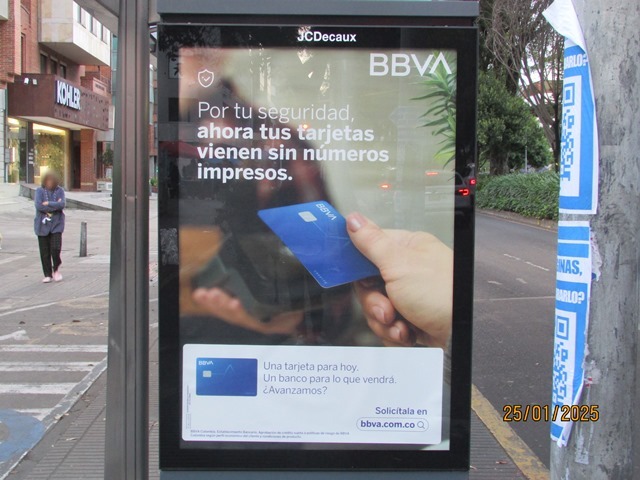 JCDecaux
BBVA
Por tu seguridad,
ahora tus tarjetas
vienen sin números
impresos.
BBVA
BBVA
Una tarjeta para hoy.
Un banco para lo que vendrá.
¿Avanzamos?
Solicítala en
bbva.com.co
KOHLER
25/01/2025